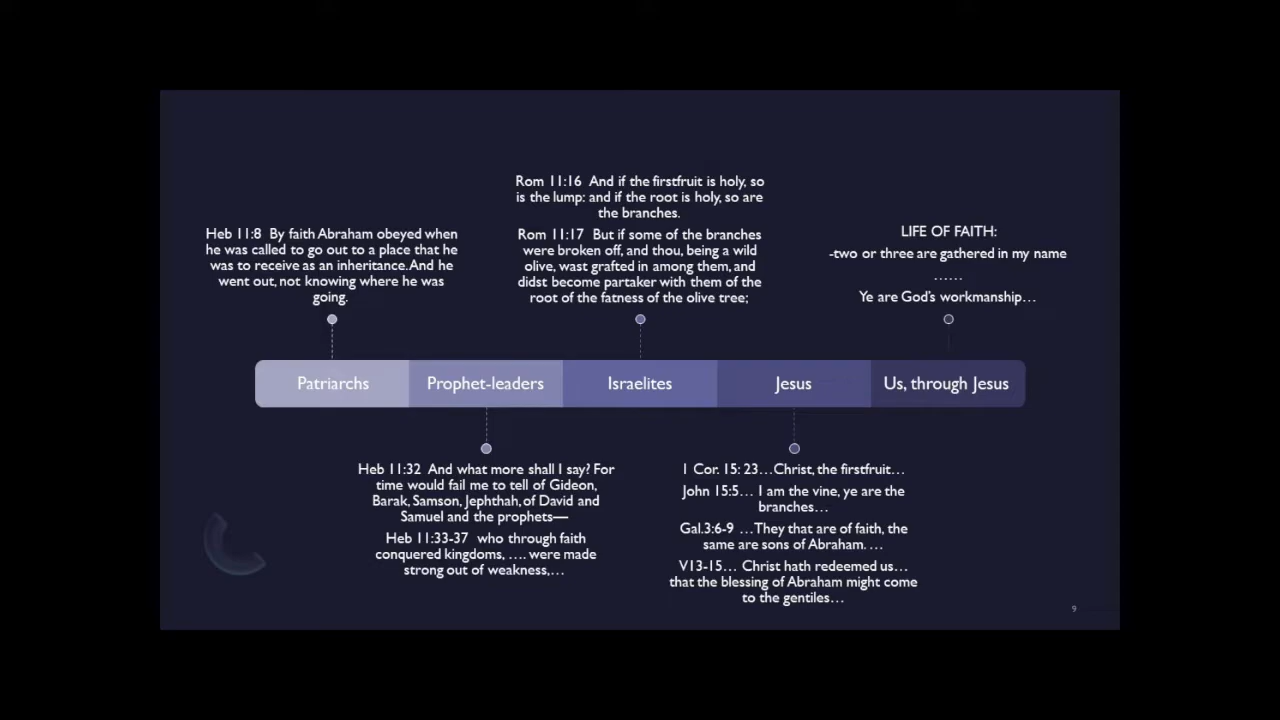 Rom 11:16 And if the firstfruit is holy, so
is the lump: and if the root is holy, so are
the branches.
Heb 11:8 By faith Abraham obeyed when
he was called to go out to a place that he
was to receive as an inheritance. And he
went out, not knowing where he was
going.
Rom 11:17 But if some of the branches
were broken off, and thou, being a wild
olive, wast grafted in among them, and
didst become partaker with them of the
root of the fatness of the olive tree;
LIFE OF FAITH:
-two or three are gathered in my name
……
Ye are God's workmanship…
Patriarchs
Prophet-leaders
Israelites
Jesus
Us, through Jesus
Heb 11:32 And what more shall I say? For
time would fail me to tell of Gideon,
Barak, Samson, Jephthah, of David and
Samuel and the prophets—
Heb 11:33-37 who through faith
conquered kingdoms, …. were made
strong out of weakness,…
1 Cor. 15: 23…Christ, the firstfruit…
John 15:5… I am the vine, ye are the
branches…
Gal.3:6-9 …They that are of faith, the
same are sons of Abraham. …
V13-15… Christ hath redeemed us…
that the blessing of Abraham might come
to the gentiles…
9